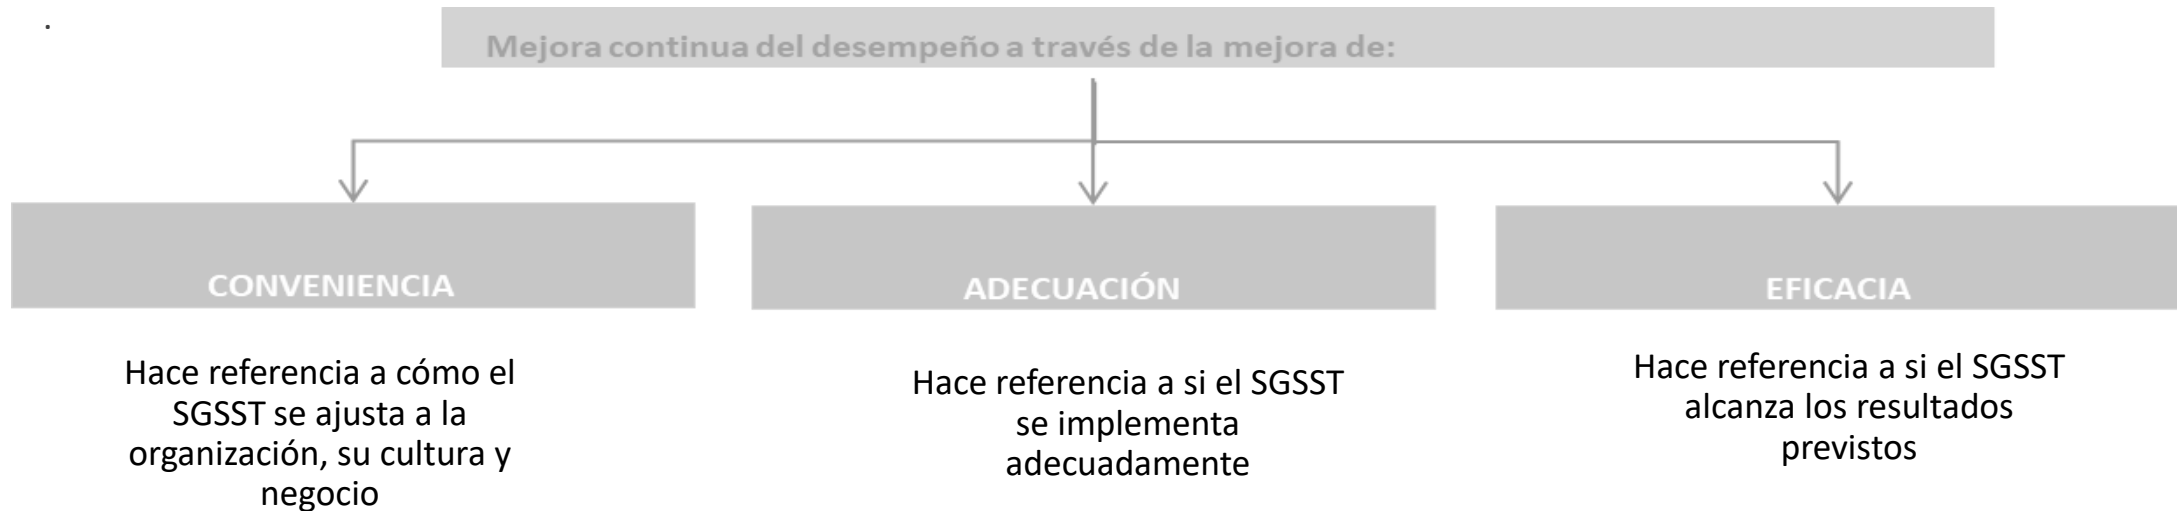 .
Mejora continua del desempeño a través de la mejora de:
CONVENIENCIA
Hace referencia a cómo el
SGSST se ajusta a la
organización, su cultura y
negocio
ADECUACIÓN
Hace referencia a si el SGSST
se implementa
adecuadamente
EFICACIA
Hace referencia a si el SGSST
alcanza los resultados
previstos